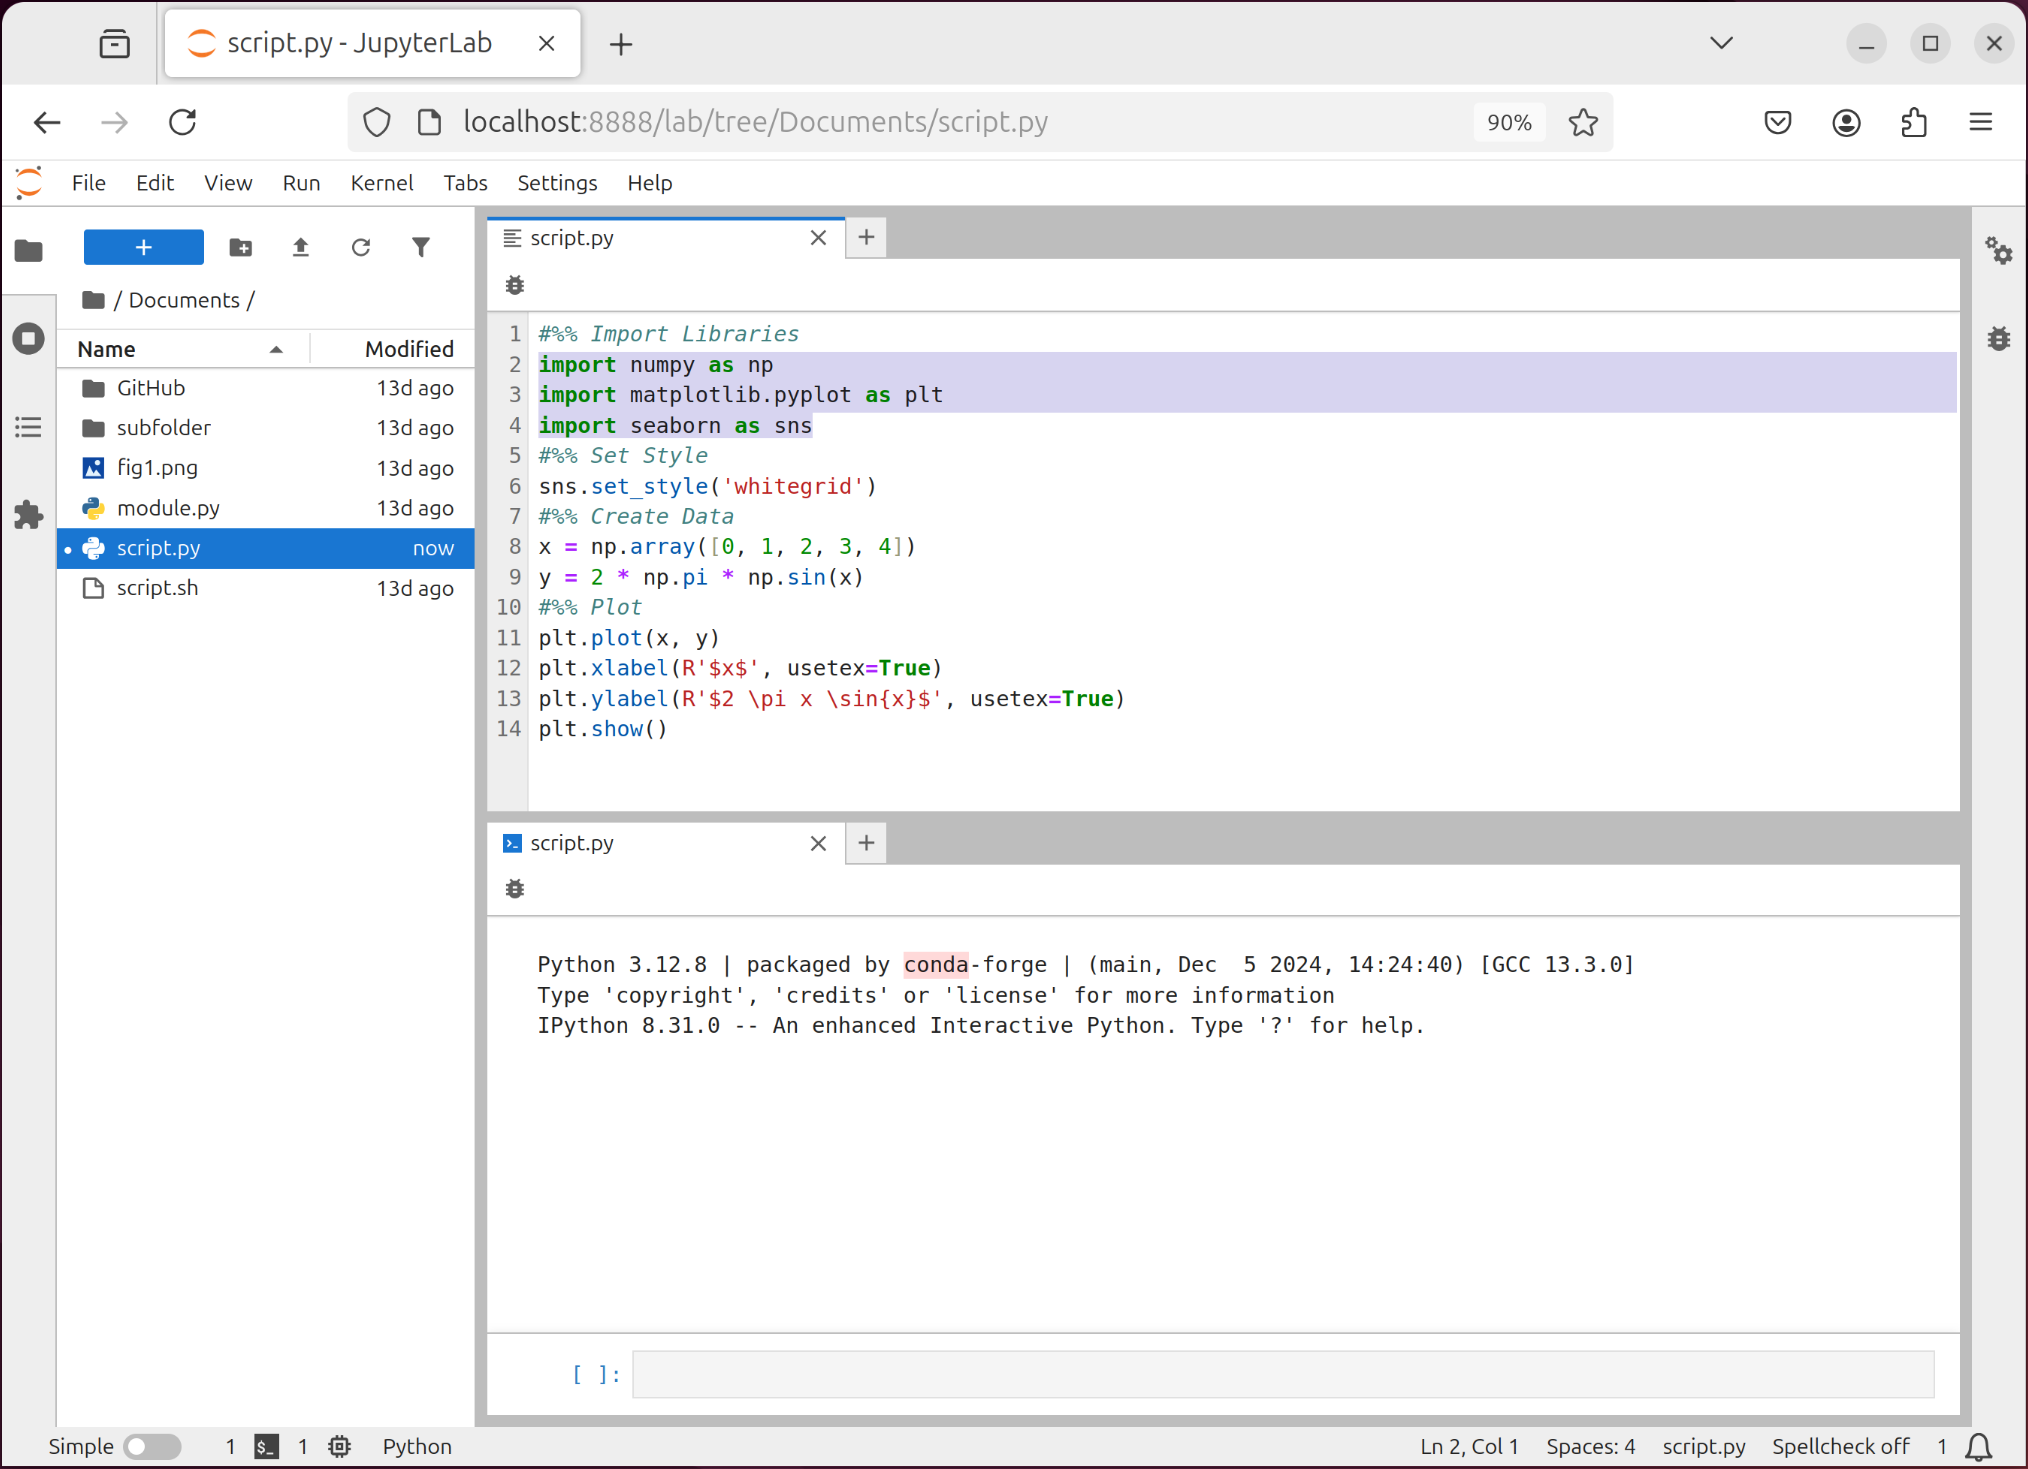 script.py - JupyterLab
localhost:8888/lab/tree/Documents/script.py
90%
File Edit View Run Kernel Tabs Settings Help
+
/ Documents /
Name Modified
GitHub 13d ago
subfolder 13d ago
fig1.png 13d ago
module.py 13d ago
script.py now
script.sh 13d ago
script.py
1 #%% Import Libraries
2 import numpy as np
3 import matplotlib.pyplot as plt
4 import seaborn as sns
5 #%% Set Style
6 sns.set_style('whitegrid')
7 #%% Create Data
8 x = np.array([0, 1, 2, 3, 4])
9 y = 2 * np.pi * np.sin(x)
10 #%% Plot
11 plt.plot(x, y)
12 plt.xlabel(R'$x$', usetex=True)
13 plt.ylabel(R'$2 \pi x \sin{x}$', usetex=True)
14 plt.show()
script.py
Python 3.12.8 | packaged by conda-forge | (main, Dec  5 2024, 14:24:40) [GCC 13.3.0]
Type 'copyright', 'credits' or 'license' for more information
IPython 8.31.0 -- An enhanced Interactive Python. Type '?' for help.
[ ]:
Simple 1 $_ 1 Python Ln 2, Col 1 Spaces: 4 script.py Spellcheck off 1